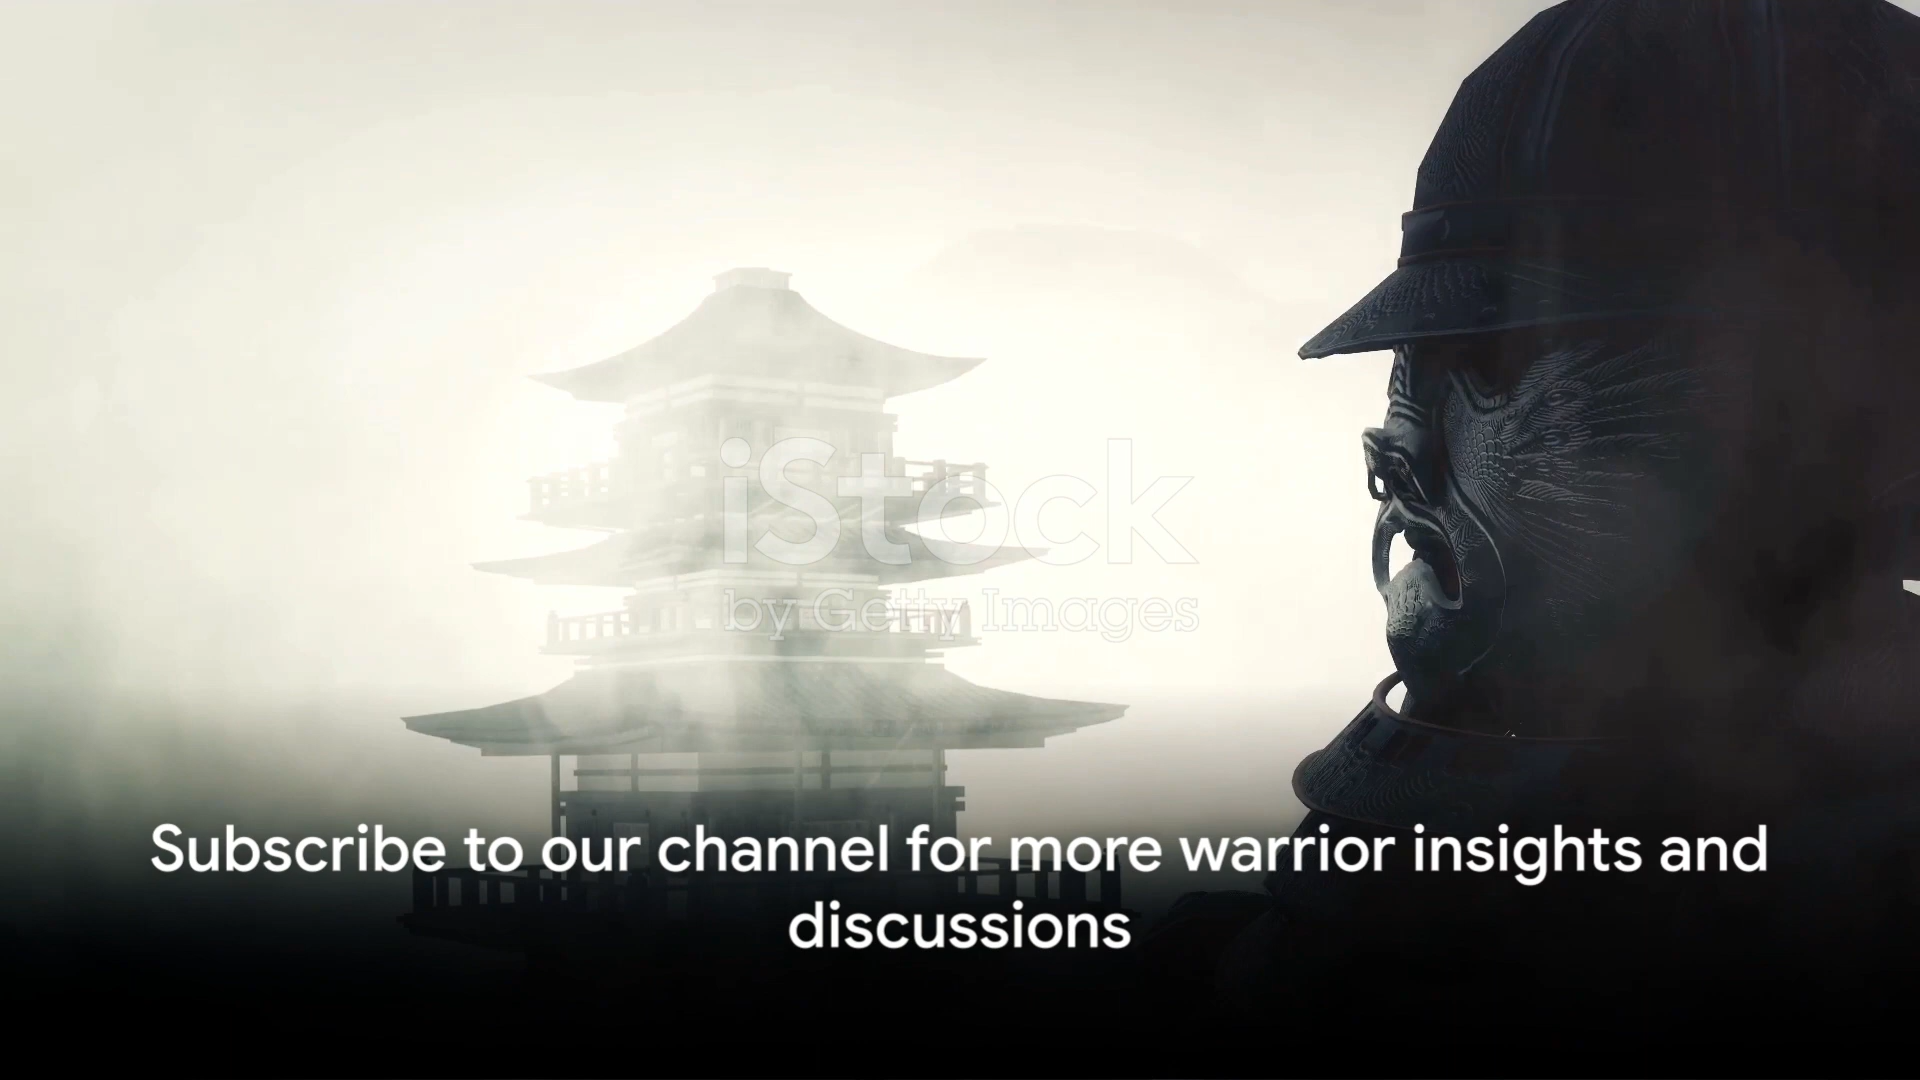 iStock
by Getty Images
Subscribe to our channel for more warrior insights and
discussions